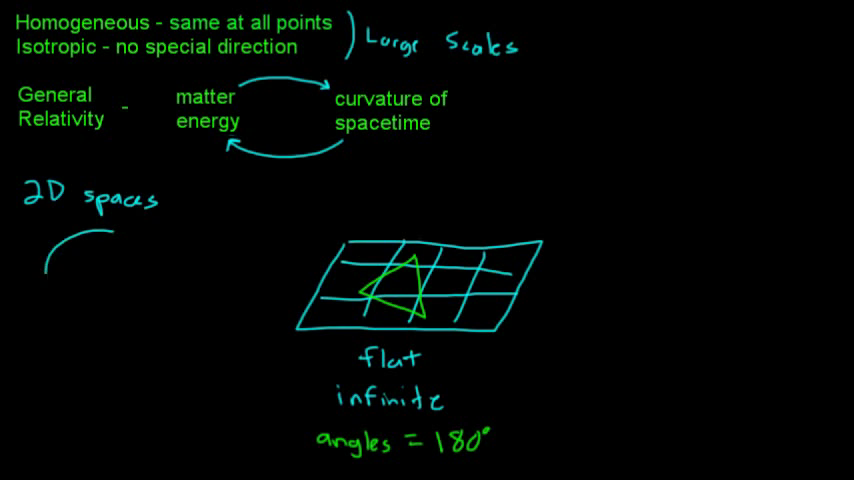 Homogeneous - same at all points
Isotropic - no special direction
Large Scales
General Relativity - matter energy
curvature of spacetime
2D spaces
flat
infinite
angles = 180°